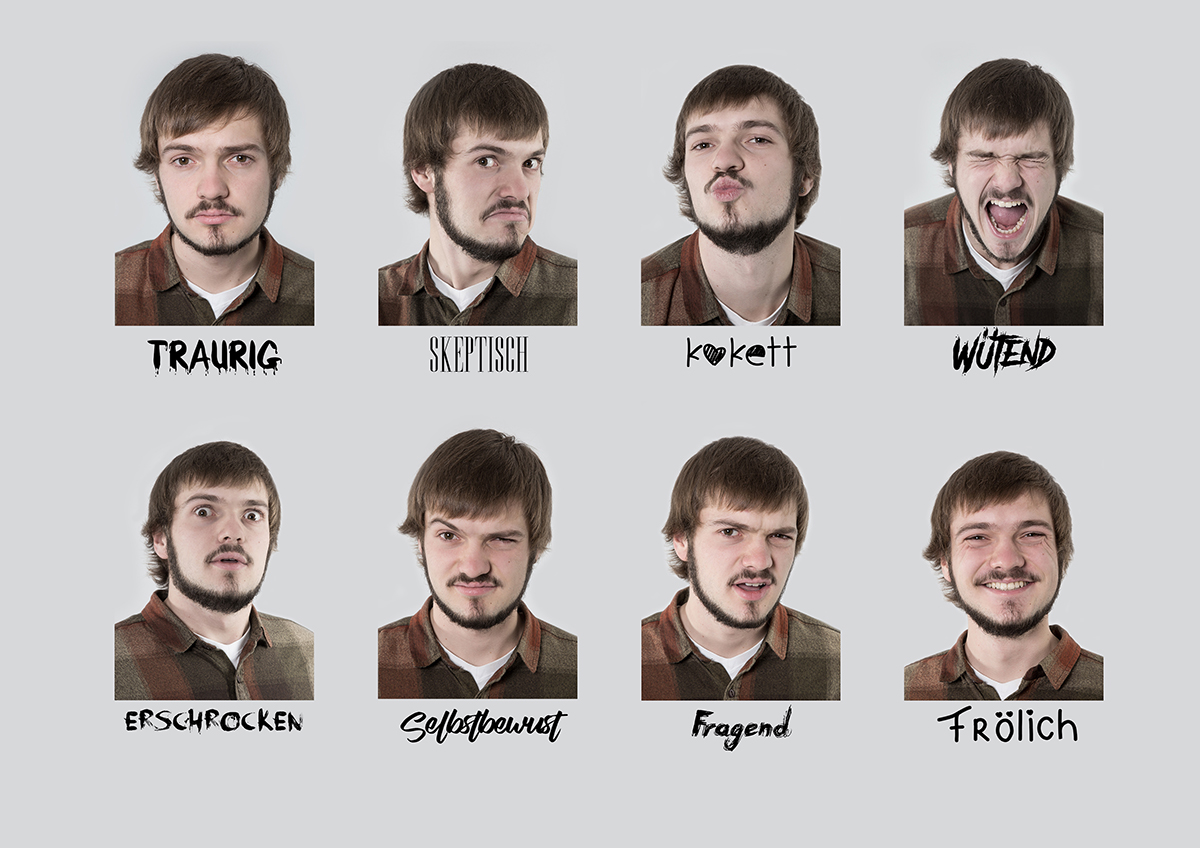 TRAURIG
SKEPTISCH
kokett
WÜTEND
ERSCHROCKEN
Selbstbewust
Fragend
FRölich